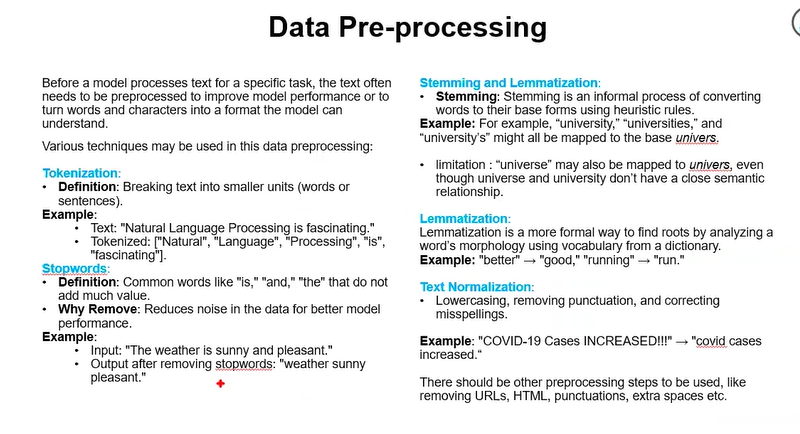 Data Pre-processing
Before a model processes text for a specific task, the text often
needs to be preprocessed to improve model performance or to
turn words and characters into a format the model can
understand.
Various techniques may be used in this data preprocessing:
Tokenization:
• Definition: Breaking text into smaller units (words or
sentences).
Example:
• Text: "Natural Language Processing is fascinating."
• Tokenized: ["Natural", "Language", "Processing", "is",
"fascinating"].
Stopwords:
• Definition: Common words like "is," "and," "the" that do not
add much value.
• Why Remove: Reduces noise in the data for better model
performance.
Example:
• Input: "The weather is sunny and pleasant."
• Output after removing stopwords: "weather sunny
pleasant."
Stemming and Lemmatization:
• Stemming: Stemming is an informal process of converting
words to their base forms using heuristic rules.
Example: For example, “university,” “universities,” and
“university's” might all be mapped to the base univers.
• limitation : “universe” may also be mapped to univers, even
though universe and university don’t have a close semantic
relationship.
Lemmatization:
Lemmatization is a more formal way to find roots by analyzing a
word’s morphology using vocabulary from a dictionary.
Example: "better" → "good," "running" → "run."
Text Normalization:
• Lowercasing, removing punctuation, and correcting
misspellings.
Example: "COVID-19 Cases INCREASED!!!" → "covid cases
increased.“
There should be other preprocessing steps to be used, like
removing URLs, HTML, punctuations, extra spaces etc.